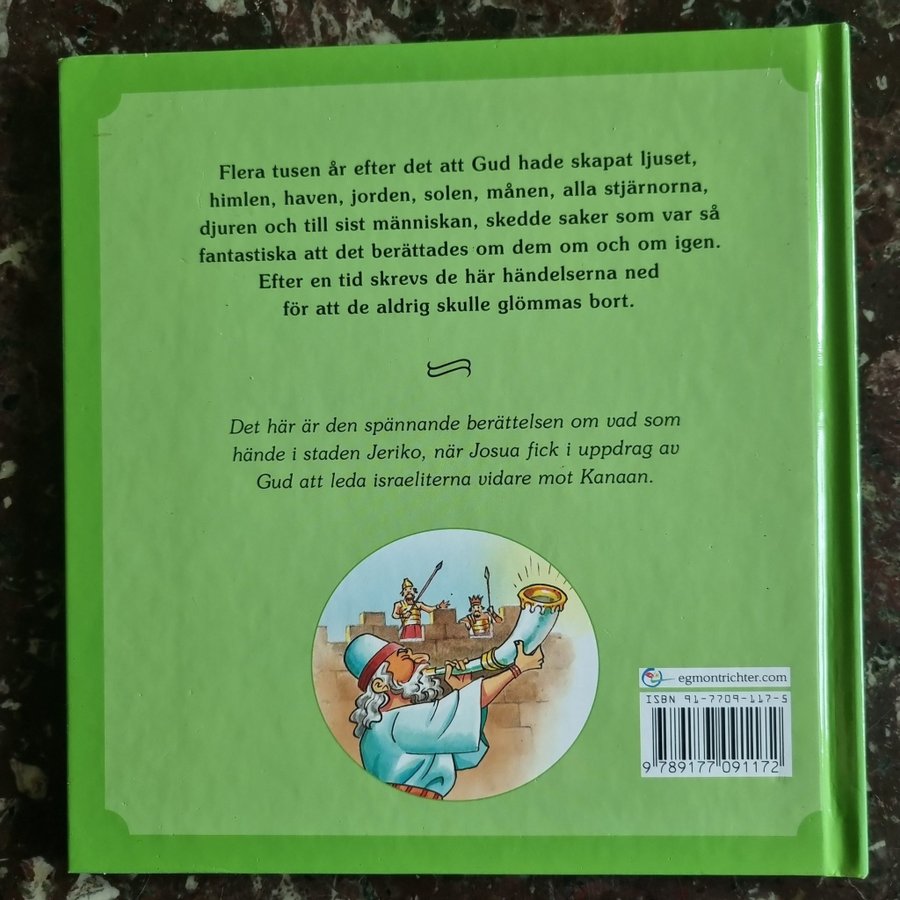 Flera tusen år efter det att Gud hade skapat ljuset,
himlen, haven, jorden, solen, månen, alla stjärnorna,
djuren och till sist människan, skedde saker som var så
fantastiska att det berättades om dem om och om igen.
Efter en tid skrevs de här händelserna ned
för att de aldrig skulle glömmas bort.
Det här är den spännande berättelsen om vad som
hände i staden Jeriko, när Josua fick i uppdrag av
Gud att leda israeliterna vidare mot Kanaan.
egmontrichter.com
ISBN 91-7709-117-5
9 789177 091172